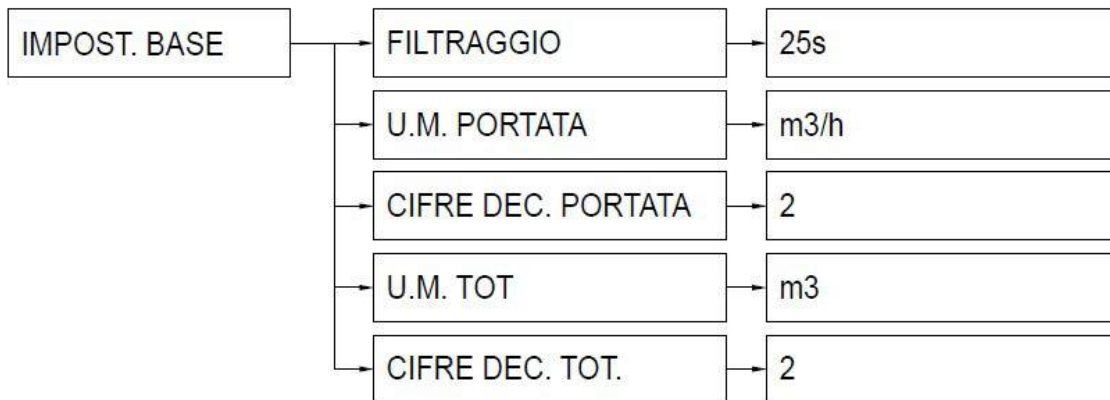 IMPOST. BASE
FILTRAGGIO
25s
U.M. PORTATA
m3/h
CIFRE DEC. PORTATA
2
U.M. TOT
m3
CIFRE DEC. TOT.
2